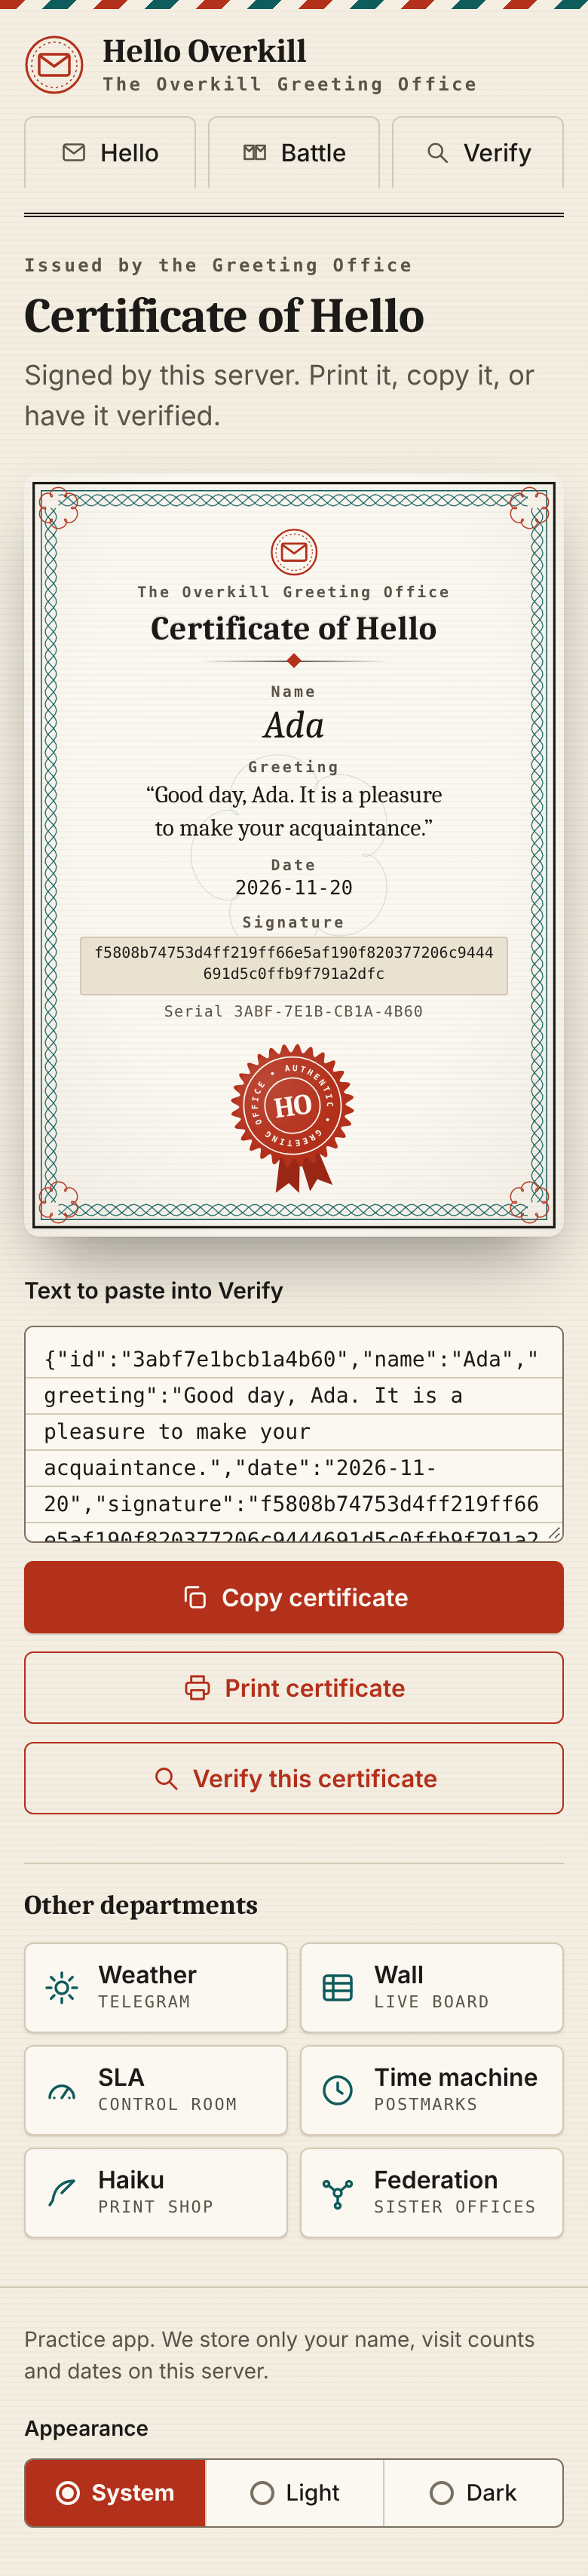 Hello Overkill
The Overkill Greeting Office
Hello
Battle
Verify
Issued by the Greeting Office
Certificate of Hello
Signed by this server. Print it, copy it, or
have it verified.
The Overkill Greeting Office
Certificate of Hello
Name
Ada
Greeting
“Good day, Ada. It is a pleasure
to make your acquaintance.”
Date
2026-11-20
Signature
f5808b74753d4ff219ff66e5af190f820377206c9444
691d5c0ffb9f791a2dfc
Serial 3ABF-7E1B-CB1A-4B60
AUTHENTIC • GREETING OFFICE •
HO
Text to paste into Verify
{"id":"3abf7e1bcb1a4b60","name":"Ada","
greeting":"Good day, Ada. It is a
pleasure to make your
acquaintance.","date":"2026-11-
20","signature":"f5808b74753d4ff219ff66
e5af190f820377206c9444691d5c0ffb9f791a2
Copy certificate
Print certificate
Verify this certificate
Other departments
Weather
TELEGRAM
Wall
LIVE BOARD
SLA
CONTROL ROOM
Time machine
POSTMARKS
Haiku
PRINT SHOP
Federation
SISTER OFFICES
Practice app. We store only your name, visit counts
and dates on this server.
Appearance
System
Light
Dark